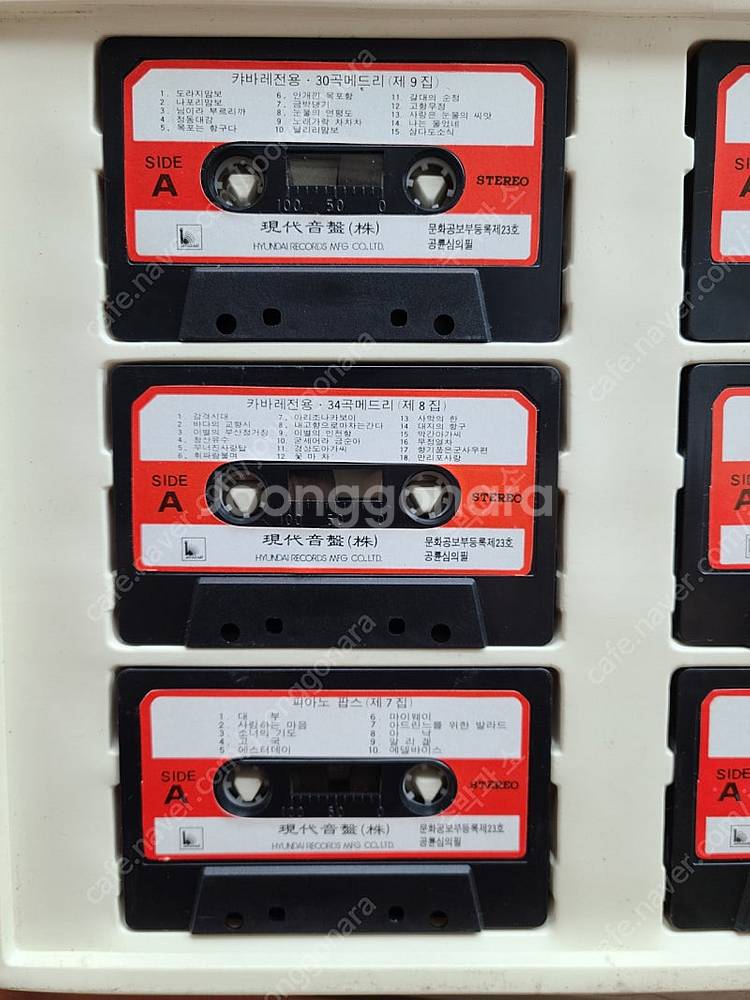 캬바레전용 · 30곡메드리 (제 9 집)
1. 도라지맘보
2. 나포리맘보
3. 님이라 부르리까
4. 정동대감
5. 목포는 항구다
6. 안개낀 목포항
7. 금박댕기
8. 눈물의 연평도
9. 노래가락 차차차
10. 닐리리맘보
11. 갈대의 순정
12. 고향무정
13. 사랑은 눈물의 씨앗
14. 나는 울었네
15. 삼다도소식
SIDE
A
STEREO
100 50 0
現代音盤(株)
HYUNDAI RECORDS MFG CO.,LTD.
문화공보부등록제23호
공륜심의필
캬바레전용 · 34곡메드리 (제 8 집)
1. 감격시대
2. 바다의 교향시
3. 이별의 부산정거장
4. 청산유수
5. 무너진사랑탑
6. 휘파람불며
7. 아리조나카보이
8. 내고향으로마차는간다
9. 이별의 인천항
10. 굳세어라 금순아
11. 경상도아가씨
12. 꽃마차
13. 사막의 한
14. 대지의 항구
15. 빡간아가씨
16. 무정열차
17. 향기품은군사우편
18. 만리포사랑
SIDE
A
STEREO
100 50
現代音盤(株)
HYUNDAI RECORDS MFG CO.,LTD.
문화공보부등록제23호
공륜심의필
피아노 팝스 (제 7 집)
1. 대 부
2. 사랑하는 마음
3. 소녀의 기도
4. 고 국
5. 예스터데이
6. 마이웨이
7. 아드린느를 위한 발라드
8. 아 낙
9. 알리겔
10. 에델바이스
SIDE
A
STEREO
100 50 0
現代音盤(株)
HYUNDAI RECORDS MFG CO.,LTD.
문화공보부등록제23호
공륜심의필
SI
A
SI
A
SIDE
A
Joonggonara
cafe.naver.com/joonggonara